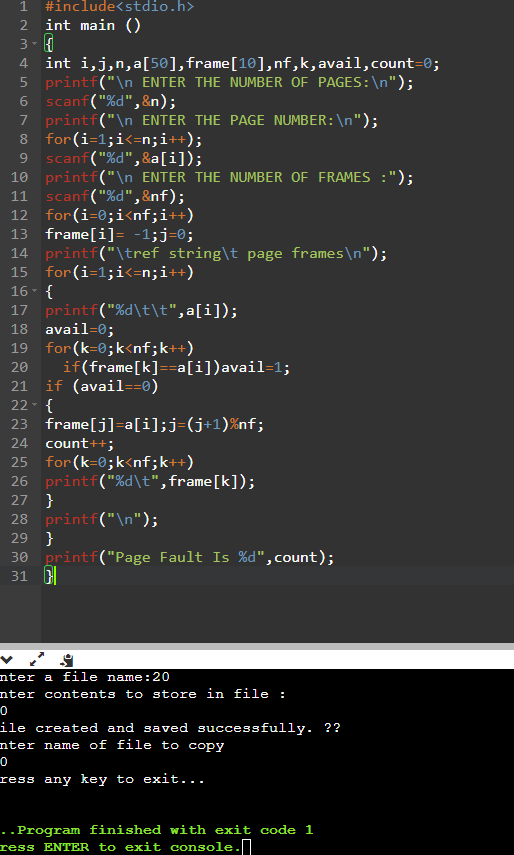 1 #include<stdio.h>
2 int main ()
3 {
4 int i,j,n,a[50],frame[10],nf,k,avail,count=0;
5 printf("\n ENTER THE NUMBER OF PAGES:\n");
6 scanf("%d",&n);
7 printf("\n ENTER THE PAGE NUMBER:\n");
8 for(i=1;i<=n;i++);
9 scanf("%d",&a[i]);
10 printf("\n ENTER THE NUMBER OF FRAMES :");
11 scanf("%d",&nf);
12 for(i=0;i<nf;i++)
13 frame[i]= -1;j=0;
14 printf("\tref string\t page frames\n");
15 for(i=1;i<=n;i++)
16 {
17 printf("%d\t\t",a[i]);
18 avail=0;
19 for(k=0;k<nf;k++)
20   if(frame[k]==a[i])avail=1;
21 if (avail==0)
22 {
23 frame[j]=a[i];j=(j+1)%nf;
24 count++;
25 for(k=0;k<nf;k++)
26 printf("%d\t",frame[k]);
27 }
28 printf("\n");
29 }
30 printf("Page Fault Is %d",count);
31 }
nter a file name:20
nter contents to store in file :
0
ile created and saved successfully. ??
nter name of file to copy
0
ress any key to exit...
..Program finished with exit code 1
ress ENTER to exit console.